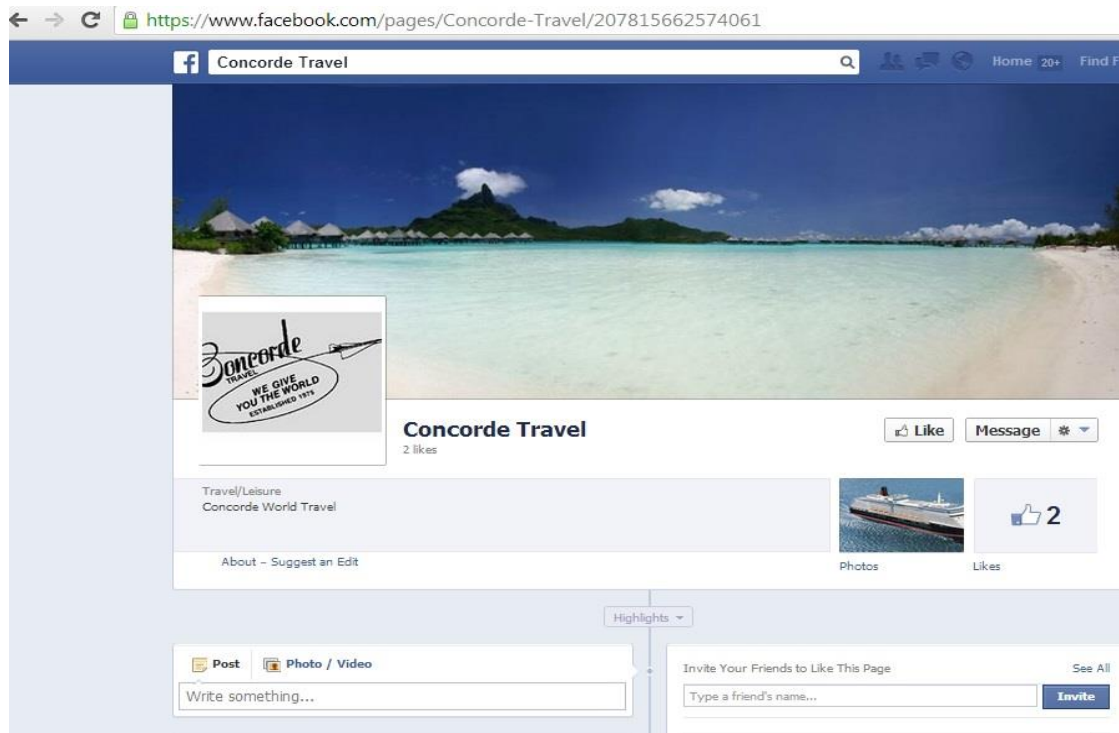 https://www.facebook.com/pages/Concorde-Travel/207815662574061
Concorde Travel
Home 20+ Find F
Concorde
TRAVEL
WE GIVE
YOU THE WORLD
ESTABLISHED 1975
Concorde Travel
2 likes
Like
Message
Travel/Leisure
Concorde World Travel
2
About – Suggest an Edit
Photos
Likes
Highlights
Post Photo / Video
Write something...
Invite Your Friends to Like This Page See All
Type a friend's name... Invite